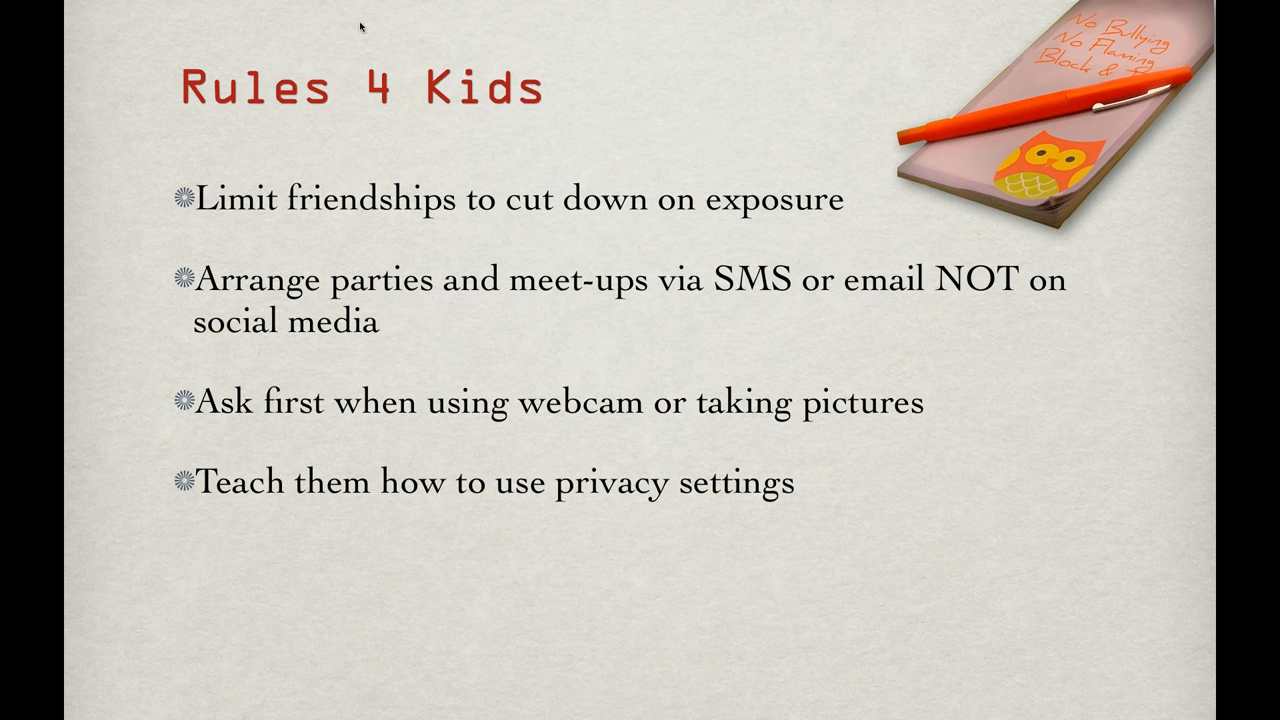 No Bullying
No Flaming
Block &
Rules 4 Kids
Limit friendships to cut down on exposure
Arrange parties and meet-ups via SMS or email NOT on
social media
Ask first when using webcam or taking pictures
Teach them how to use privacy settings